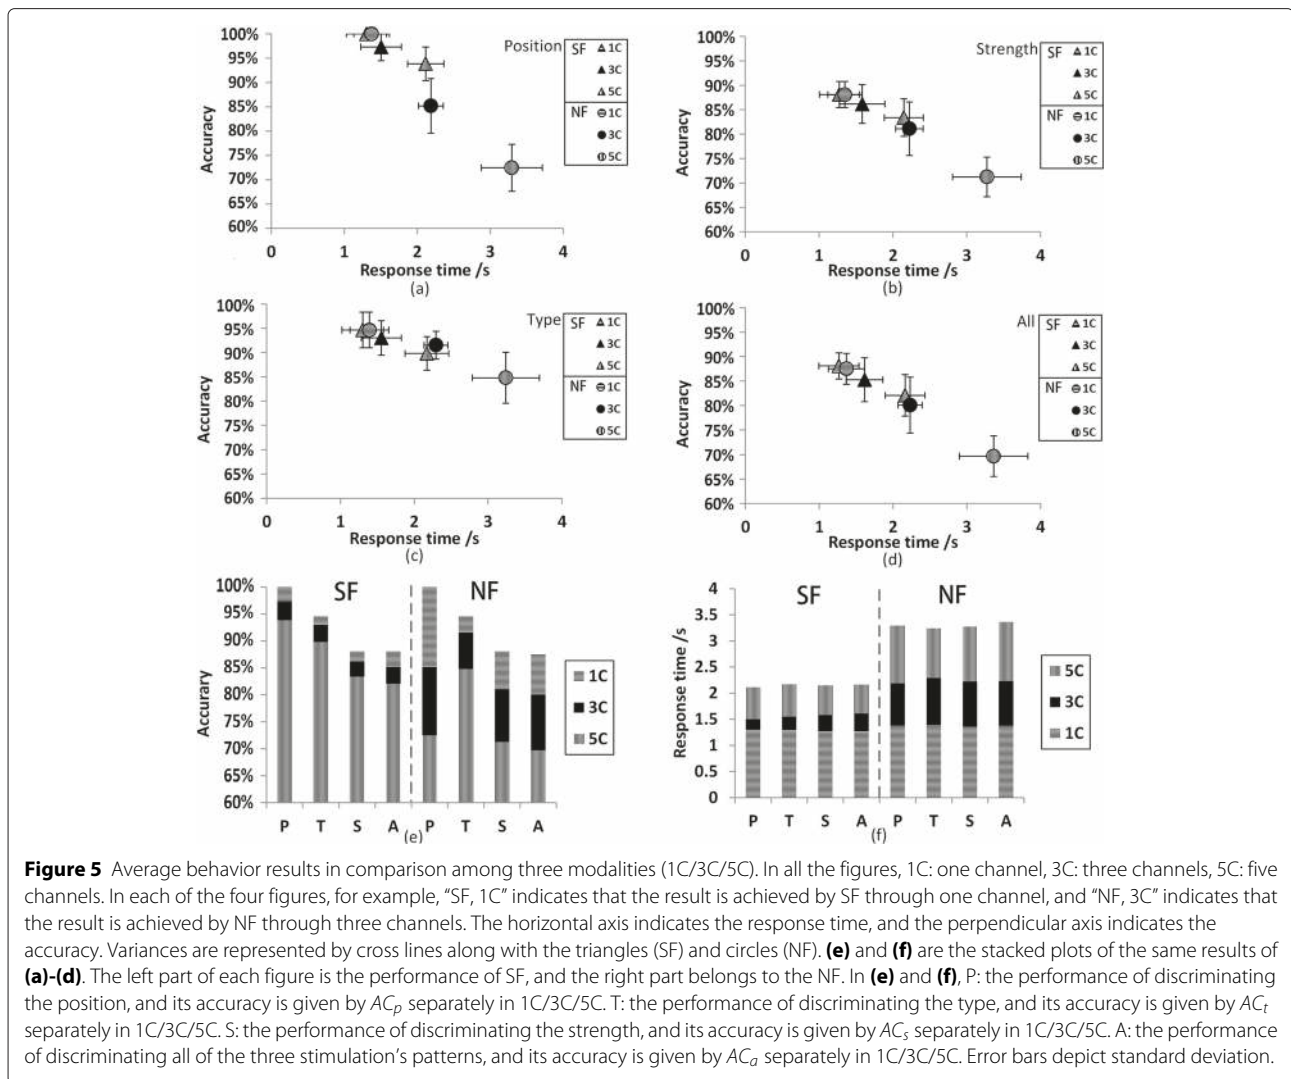 100%
95%
90%
85%
80%
75%
70%
65%
60%
Accuracy
0 1 2 3 4
Response time /s
(a)
Position
SF 1C
3C
5C
NF 1C
3C
5C
100%
95%
90%
85%
80%
75%
70%
65%
60%
Accuracy
0 1 2 3 4
Response time /s
(b)
Strength
SF 1C
3C
5C
NF 1C
3C
5C
100%
95%
90%
85%
80%
75%
70%
65%
60%
Accuracy
0 1 2 3 4
Response time /s
(c)
Type
SF 1C
3C
5C
NF 1C
3C
5C
100%
95%
90%
85%
80%
75%
70%
65%
60%
Accuracy
0 1 2 3 4
Response time /s
(d)
All
SF 1C
3C
5C
NF 1C
3C
5C
100%
95%
90%
85%
80%
75%
70%
65%
60%
Accurary
SF NF
P T S A P T S A
(e)
1C
3C
5C
4
3.5
3
2.5
2
1.5
1
0.5
0
Response time /s
SF NF
P T S A P T S A
(f)
5C
3C
1C
Figure 5 Average behavior results in comparison among three modalities (1C/3C/5C). In all the figures, 1C: one channel, 3C: three channels, 5C: five
channels. In each of the four figures, for example, “SF, 1C” indicates that the result is achieved by SF through one channel, and “NF, 3C” indicates that
the result is achieved by NF through three channels. The horizontal axis indicates the response time, and the perpendicular axis indicates the
accuracy. Variances are represented by cross lines along with the triangles (SF) and circles (NF). (e) and (f) are the stacked plots of the same results of
(a)-(d). The left part of each figure is the performance of SF, and the right part belongs to the NF. In (e) and (f), P: the performance of discriminating
the position, and its accuracy is given by ACp separately in 1C/3C/5C. T: the performance of discriminating the type, and its accuracy is given by ACt
separately in 1C/3C/5C. S: the performance of discriminating the strength, and its accuracy is given by ACs separately in 1C/3C/5C. A: the performance
of discriminating all of the three stimulation’s patterns, and its accuracy is given by ACa separately in 1C/3C/5C. Error bars depict standard deviation.